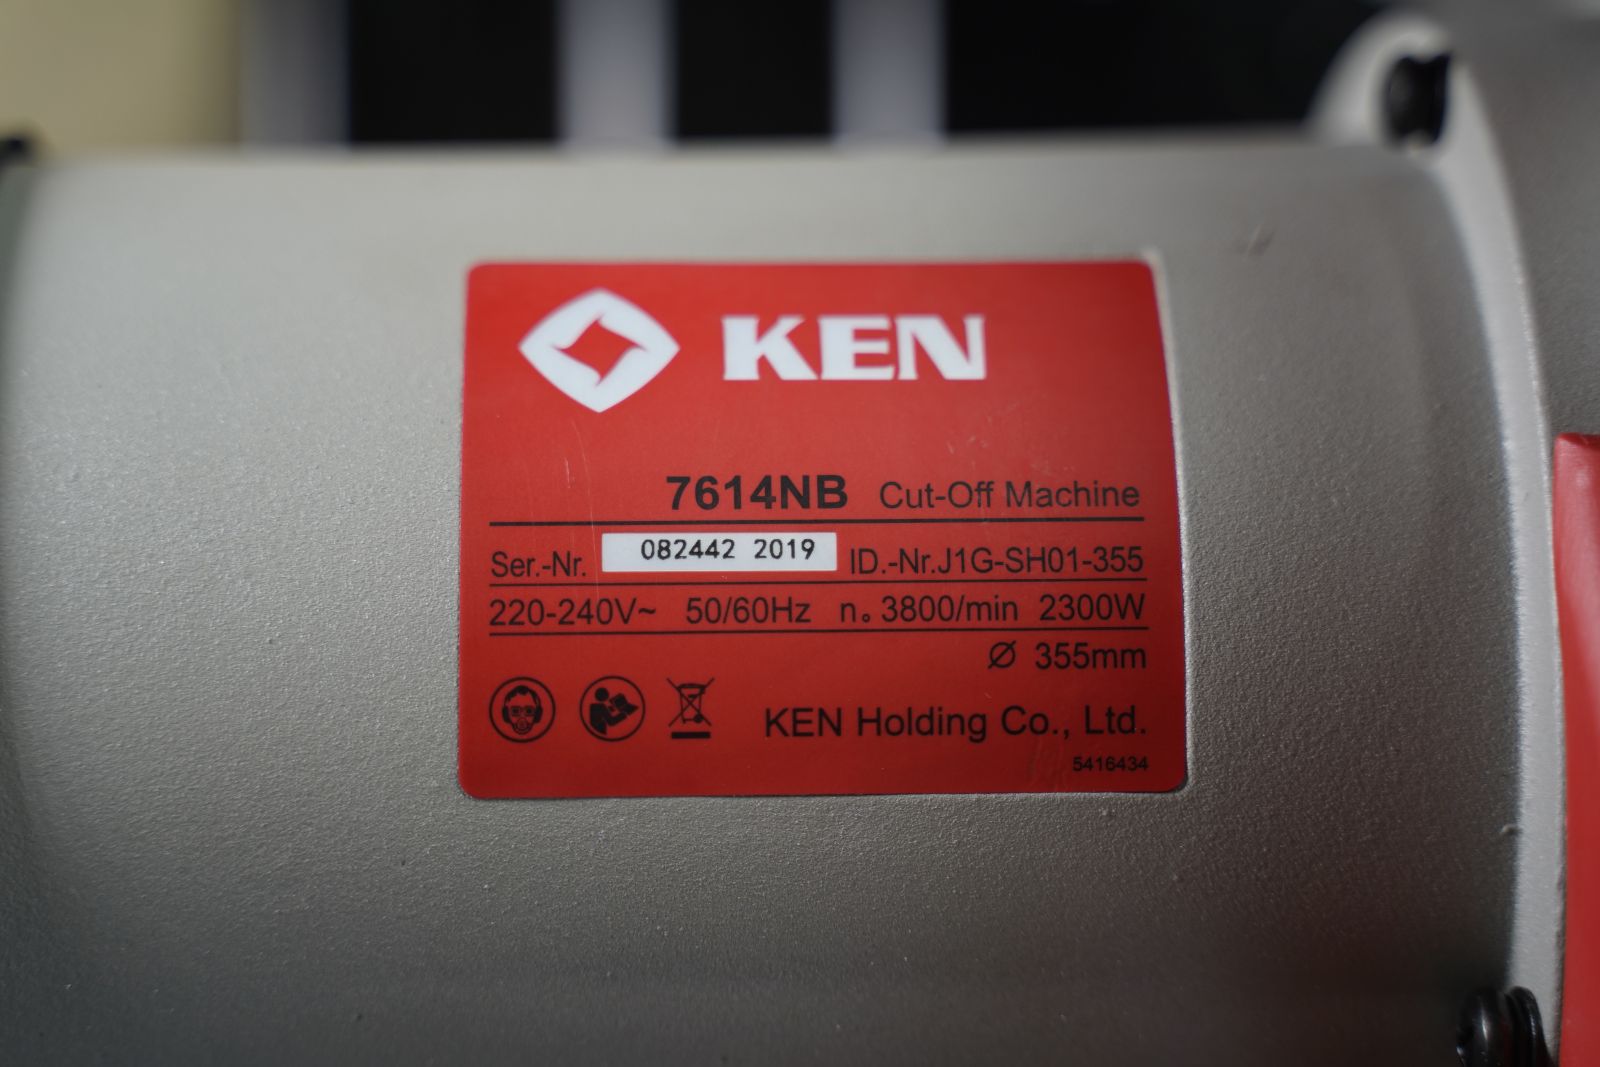 KEN
7614NB Cut-Off Machine
Ser.-Nr. 082442 2019 ID.-Nr.J1G-SH01-355
220-240V~ 50/60Hz n. 3800/min 2300W
Ø 355mm
KEN Holding Co., Ltd.
5416434